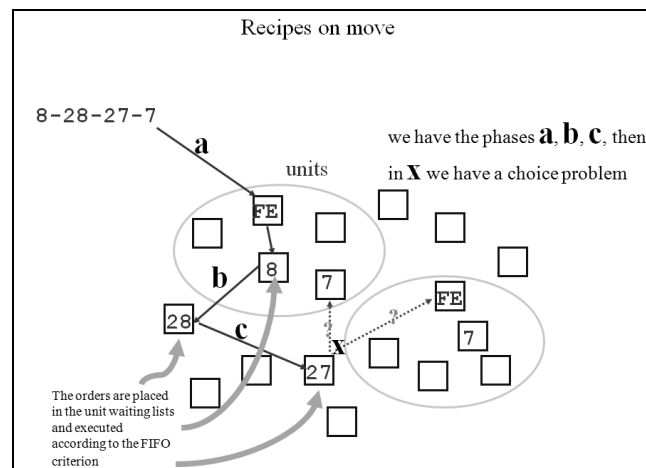 Recipes on move
8-28-27-7
a
we have the phases a, b, c, then
in x we have a choice problem
units
FE
8
b
7
FE
28
c
?
?
x
7
27
The orders are placed
in the unit waiting lists
and executed
according to the FIFO
criterion